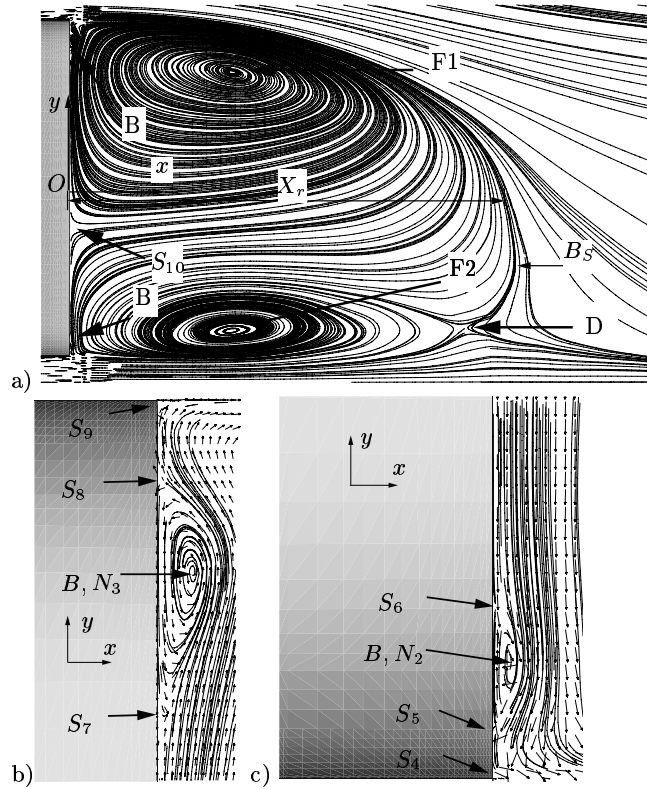 F1
y
B
x
O
X_r
S_10
B_S
B
F2
D
a)
S_9
S_8
y
x
B, N_3
y
x
S_6
B, N_2
S_7
S_5
S_4
b)
c)